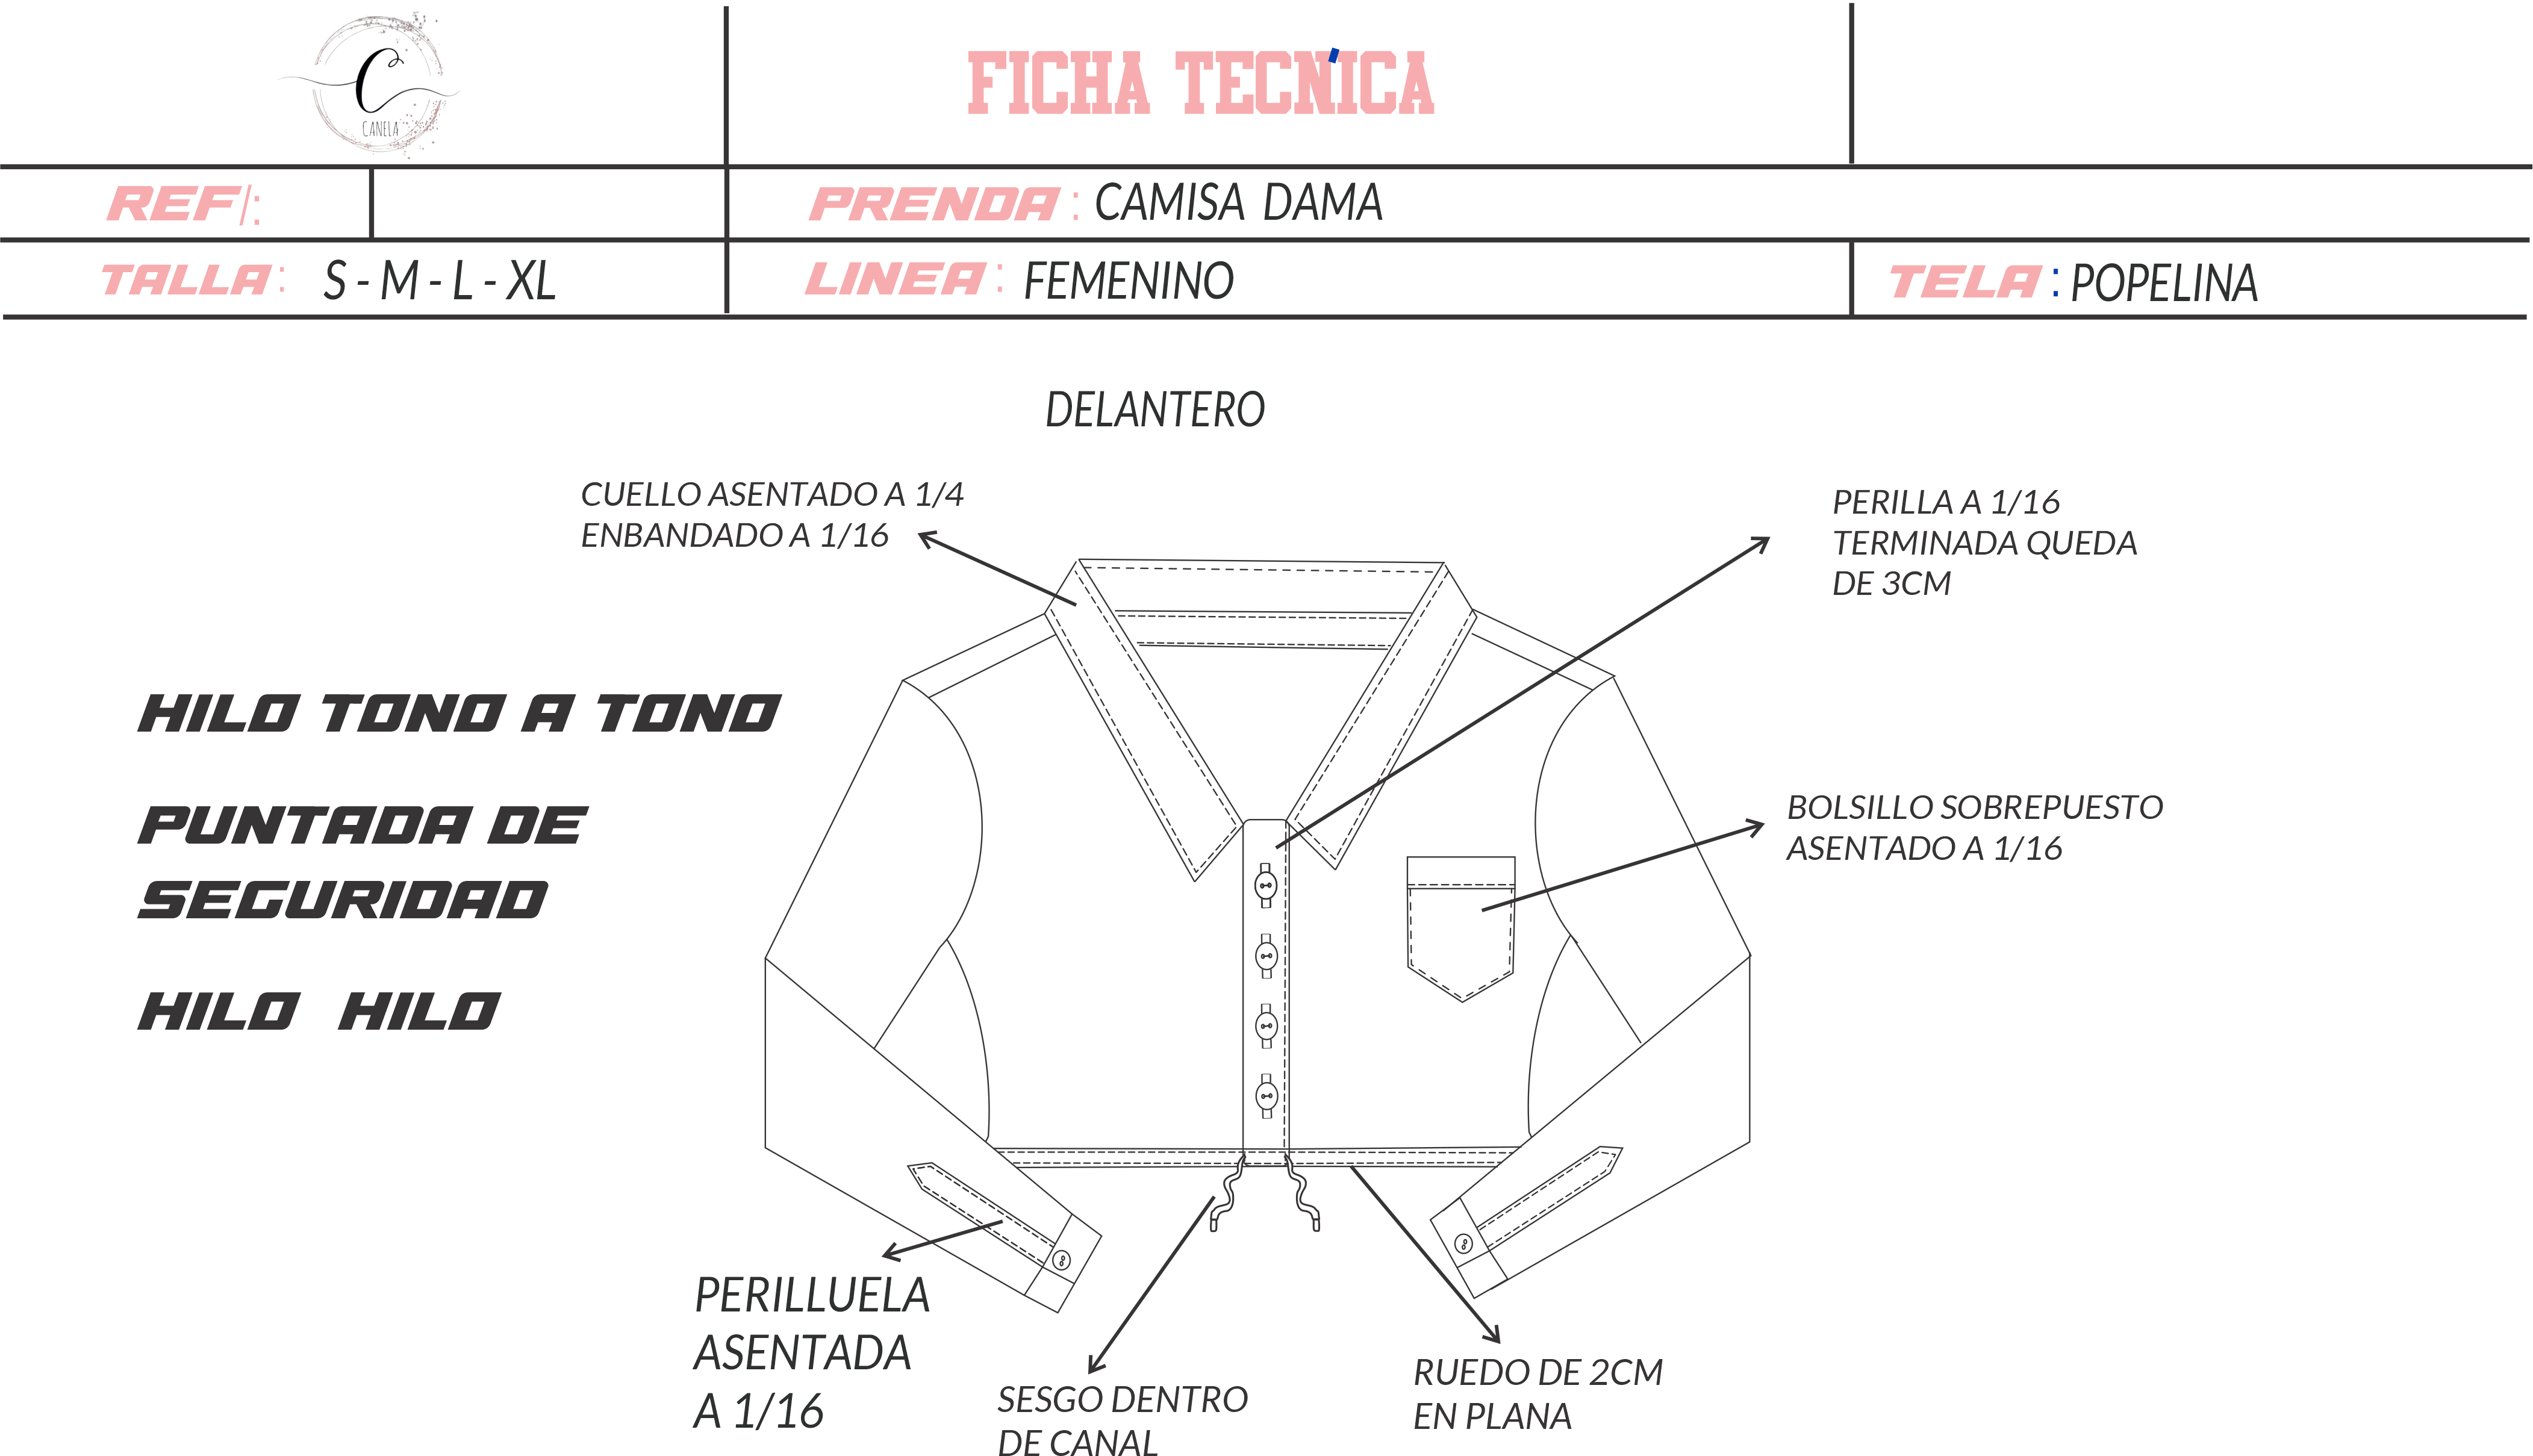 CANELA
FICHA TECNICA
REF/:
PRENDA : CAMISA DAMA
TALLA : S - M - L - XL
LINEA : FEMENINO
TELA : POPELINA
DELANTERO
CUELLO ASENTADO A 1/4
ENBANDADO A 1/16
PERILLA A 1/16
TERMINADA QUEDA
DE 3CM
HILO TONO A TONO
PUNTADA DE
SEGURIDAD
HILO HILO
BOLSILLO SOBREPUESTO
ASENTADO A 1/16
PERILLUELA
ASENTADA
A 1/16
SESGO DENTRO
DE CANAL
RUEDO DE 2CM
EN PLANA